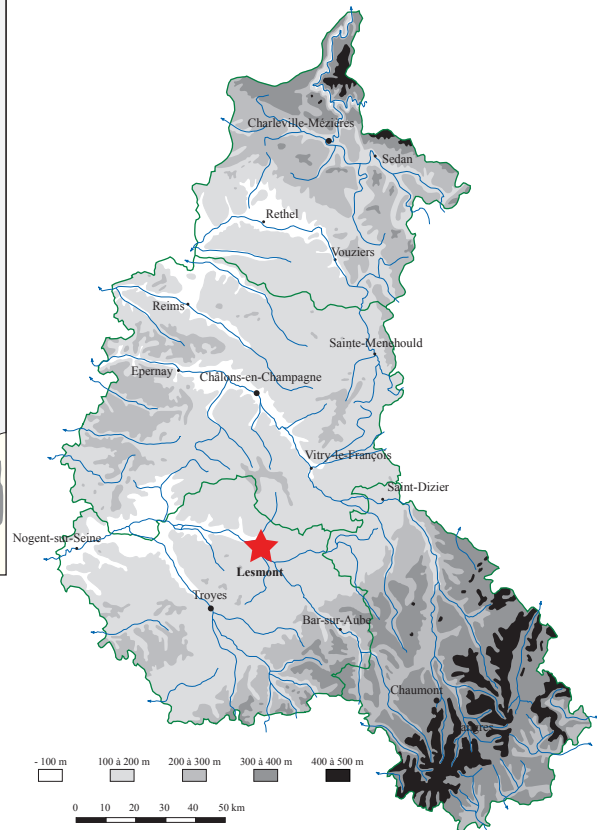 Charleville-Mézières
Sedan
Rethel
Vouziers
Reims
Sainte-Menehould
Epernay
Châlons-en-Champagne
Vitry-le-François
Saint-Dizier
Nogent-sur-Seine
Lesmont
Troyes
Bar-sur-Aube
Chaumont
Langres
- 100 m 100 à 200 m 200 à 300 m 300 à 400 m 400 à 500 m
0 10 20 30 40 50 km